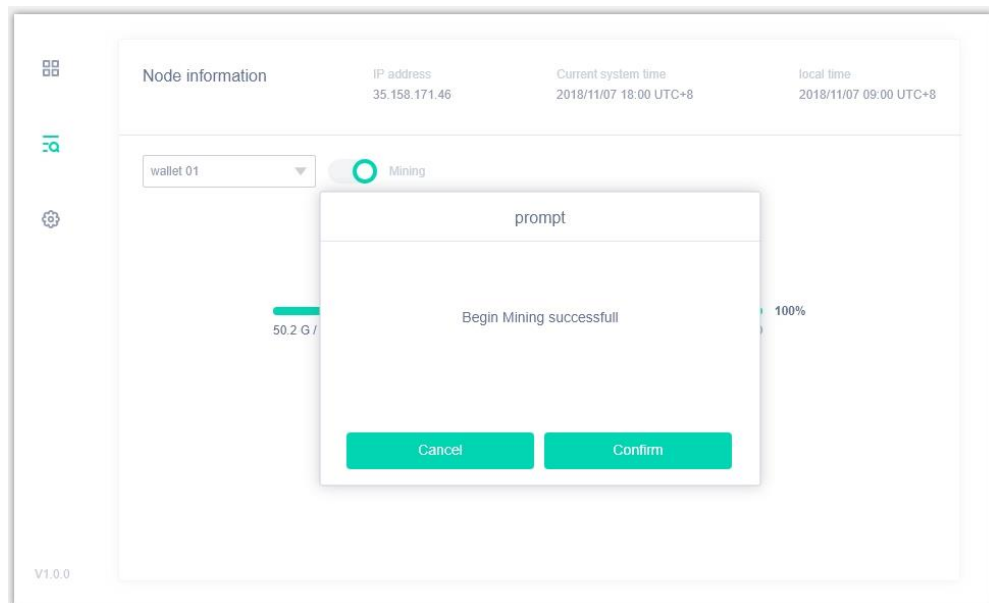 Node information
IP address
Current system time
local time
35.158.171.46
2018/11/07 18:00 UTC+8
2018/11/07 09:00 UTC+8
wallet 01
Mining
prompt
Begin Mining successfull
100%
50.2 G /
Cancel
Confirm
V1.0.0